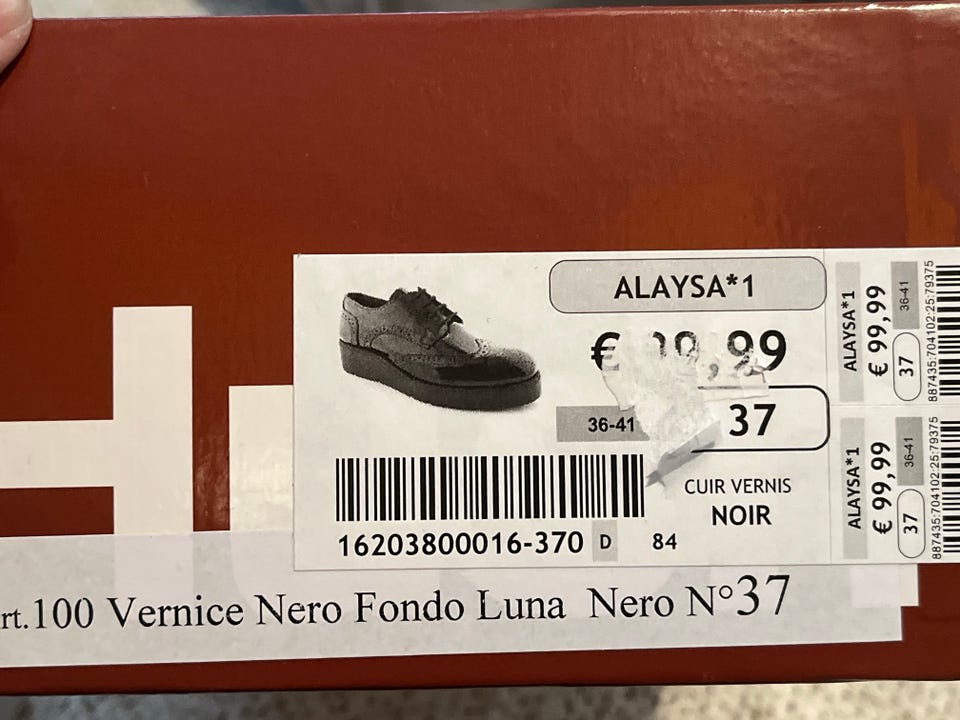 ALAYSA*1
€ 99,99
36-41
37
CUIR VERNIS
NOIR
16203800016-370 D 84
ALAYSA*1
€ 99,99
37
36-41
887435:704102:25:79375
ALAYSA*1
€ 99,99
37
36-41
887435:704102:25:79375
rt.100 Vernice Nero Fondo Luna Nero N°37